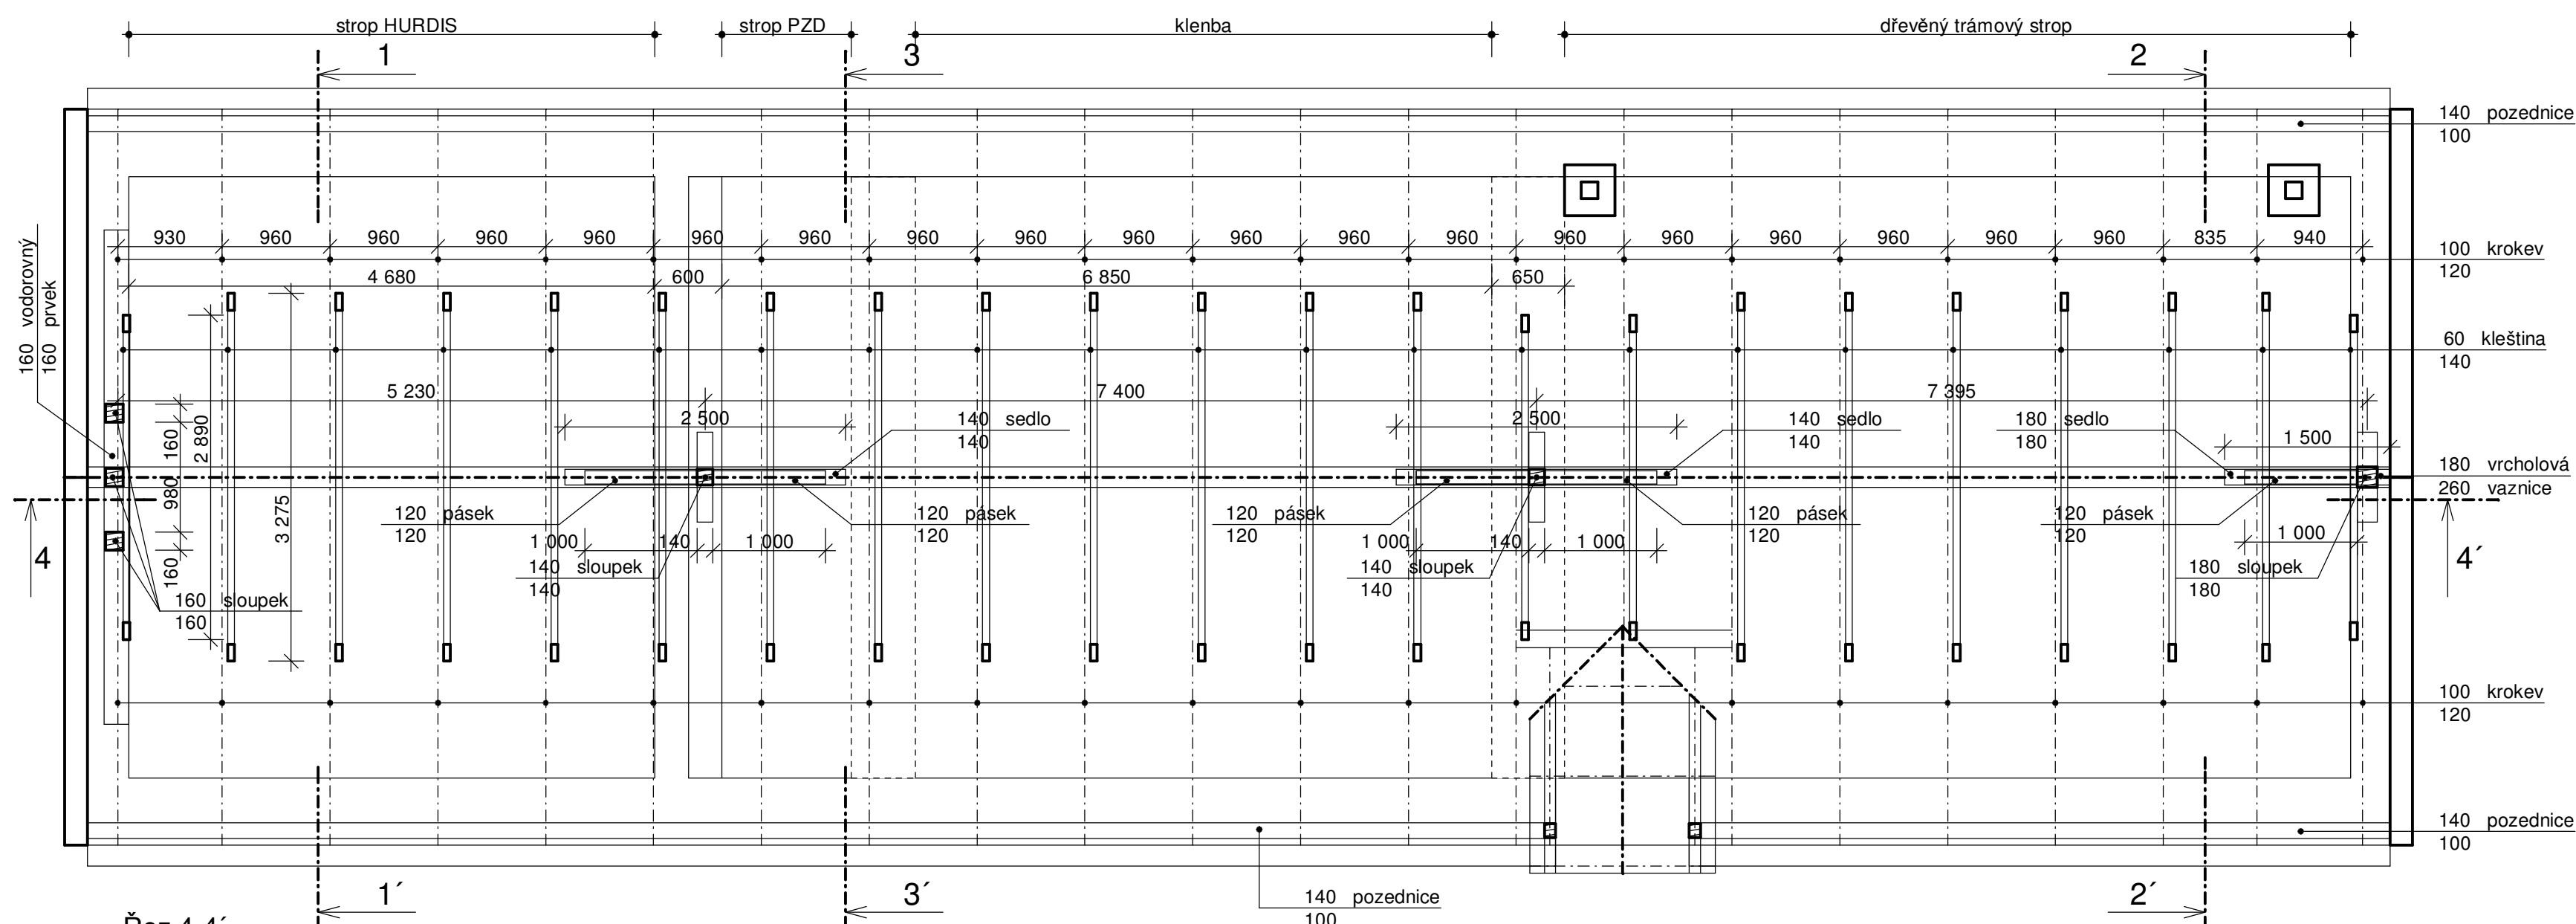 strop HURDIS strop PZD klenba dřevěný trámový strop
1 3 2
140 pozednice
100
930 960 960 960 960 960 960 960 960 960 960 960 960 960 960 960 960 960 960 835 940
100 krokev
120
4 680 600 6 850 650
160 vodorovný
160 prvek
60 kleština
140
5 230 7 400 7 395
2 500 140 sedlo 2 500 140 sedlo 180 sedlo 1 500
140 140 180
160 2 890
180 vrcholová
260 vaznice
980 3 275
120 pásek 120 pásek 120 pásek 120 pásek 120 pásek
120 120 120 120 120
1 000 140 1 000 1 000 140 1 000 1 000
4 4´
160
140 sloupek 140 sloupek 180 sloupek
140 140 180
160 sloupek
160
100 krokev
120
140 pozednice
100
1´ 3´ 2´
140 pozednice
100
Řez 4-4´